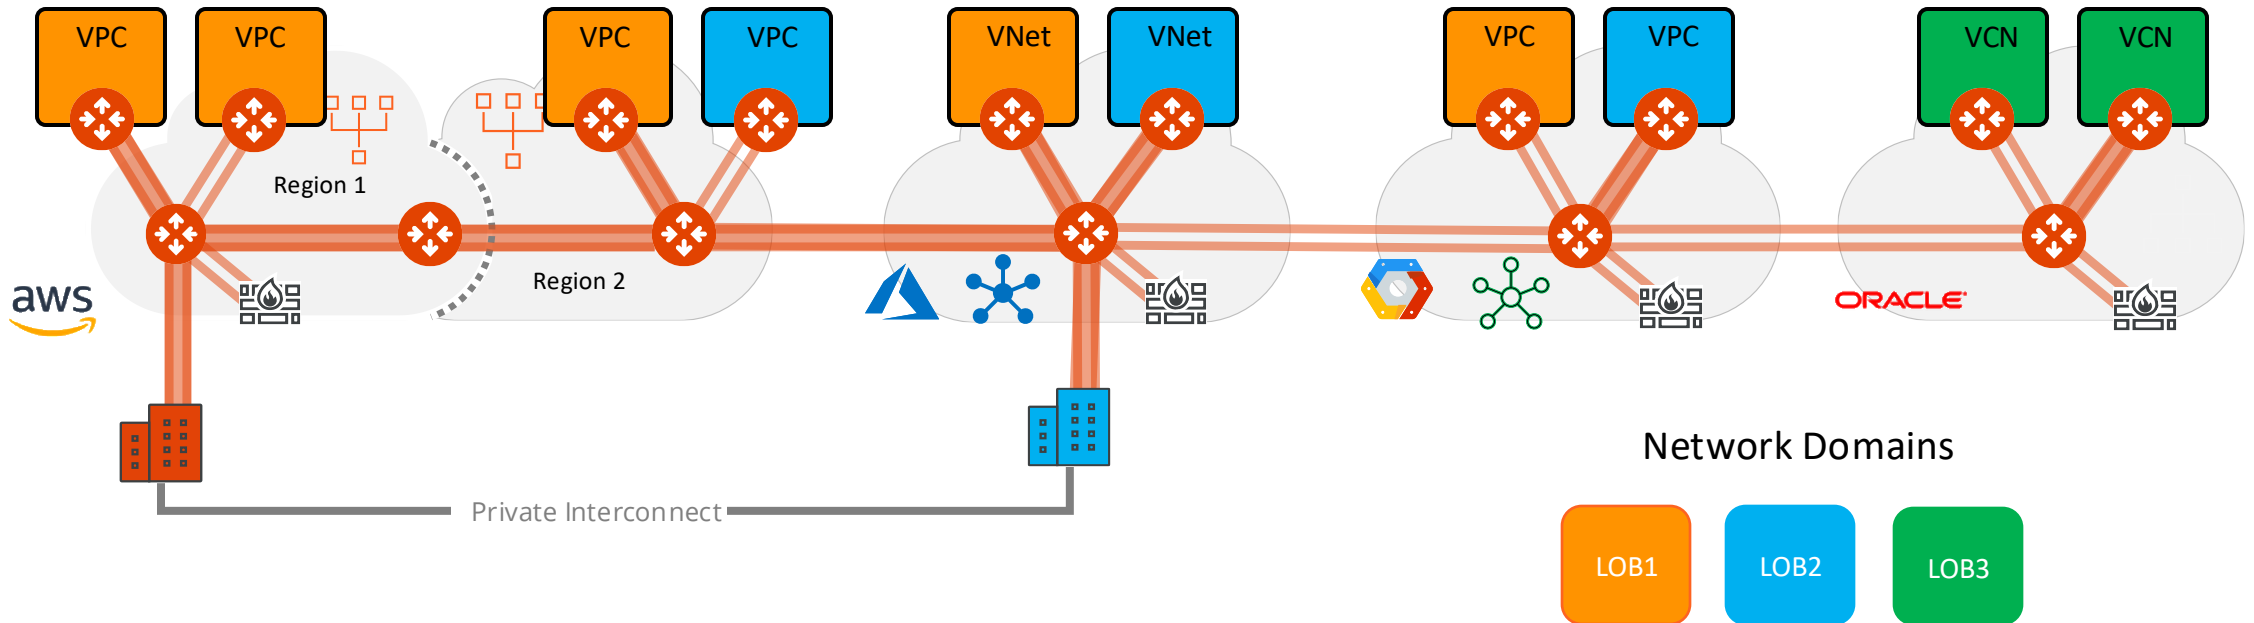 VPC
VPC
VPC
VPC
VNet
VNet
VPC
VPC
VCN
VCN
Region 1
Region 2
aws
ORACLE
Private Interconnect
Network Domains
LOB1
LOB2
LOB3